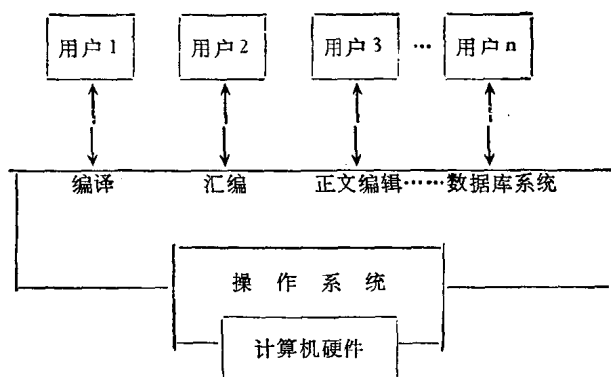 用户1 用户2 用户3 … 用户n
编译 汇编 正文编辑……数据库系统
操作系统
计算机硬件